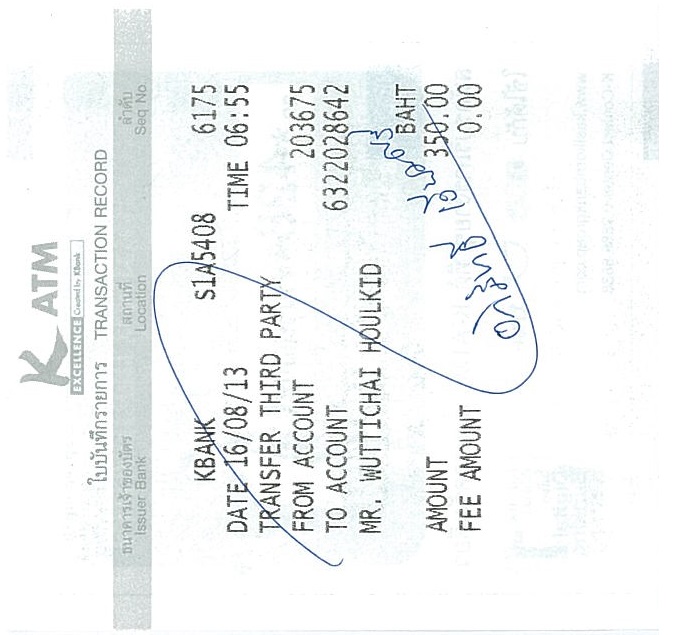 K ATM
EXCELLENCE Created by KBank
ใบบันทึกรายการ TRANSACTION RECORD
ธนาคารเจ้าของบัตร สถานที่ ลำดับ
Issuer Bank Location Seq No.
KBANK S1A5408 6175
DATE 16/08/13 TIME 06:55
TRANSFER THIRD PARTY
FROM ACCOUNT 203675
TO ACCOUNT 6322028642
MR. WUTTICHAI HOULKID
BAHT
AMOUNT 350.00
FEE AMOUNT 0.00